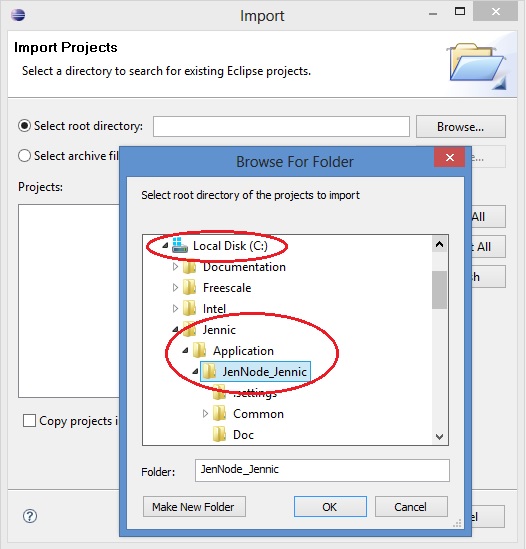 Import
Import Projects
Select a directory to search for existing Eclipse projects.
Select root directory:
Browse...
Select archive fil
Projects:
All
t All
sh
Copy projects i
Browse For Folder
Select root directory of the projects to import
Local Disk (C:)
Documentation
Freescale
Intel
Jennic
Application
JenNode_Jennic
.settings
Common
Doc
Folder:
JenNode_Jennic
Make New Folder
OK
Cancel
?
el